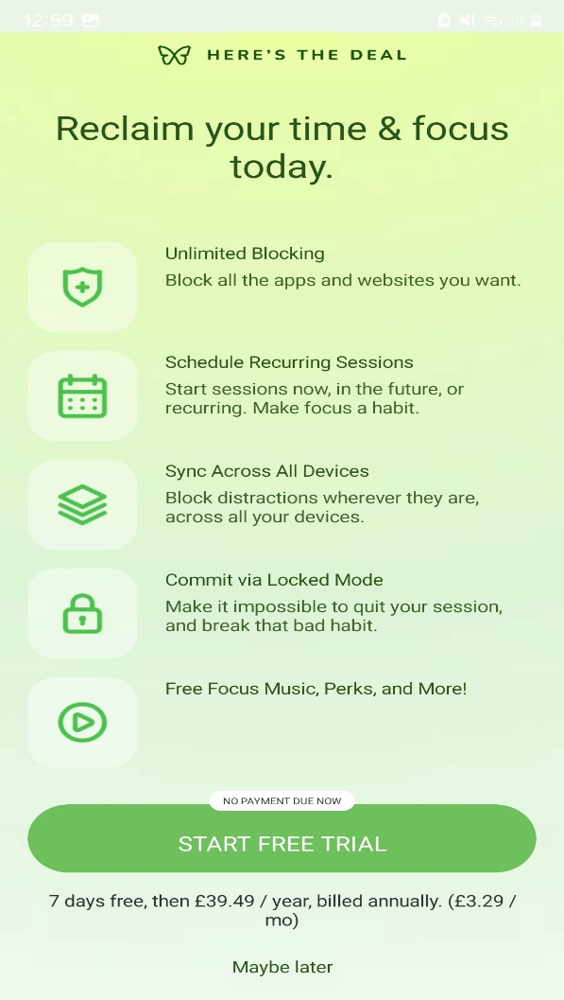 12:59
HERE’S THE DEAL
Reclaim your time & focus
today.
Unlimited Blocking
Block all the apps and websites you want.
Schedule Recurring Sessions
Start sessions now, in the future, or
recurring. Make focus a habit.
Sync Across All Devices
Block distractions wherever they are,
across all your devices.
Commit via Locked Mode
Make it impossible to quit your session,
and break that bad habit.
Free Focus Music, Perks, and More!
NO PAYMENT DUE NOW
START FREE TRIAL
7 days free, then £39.49 / year, billed annually. (£3.29 /
mo)
Maybe later